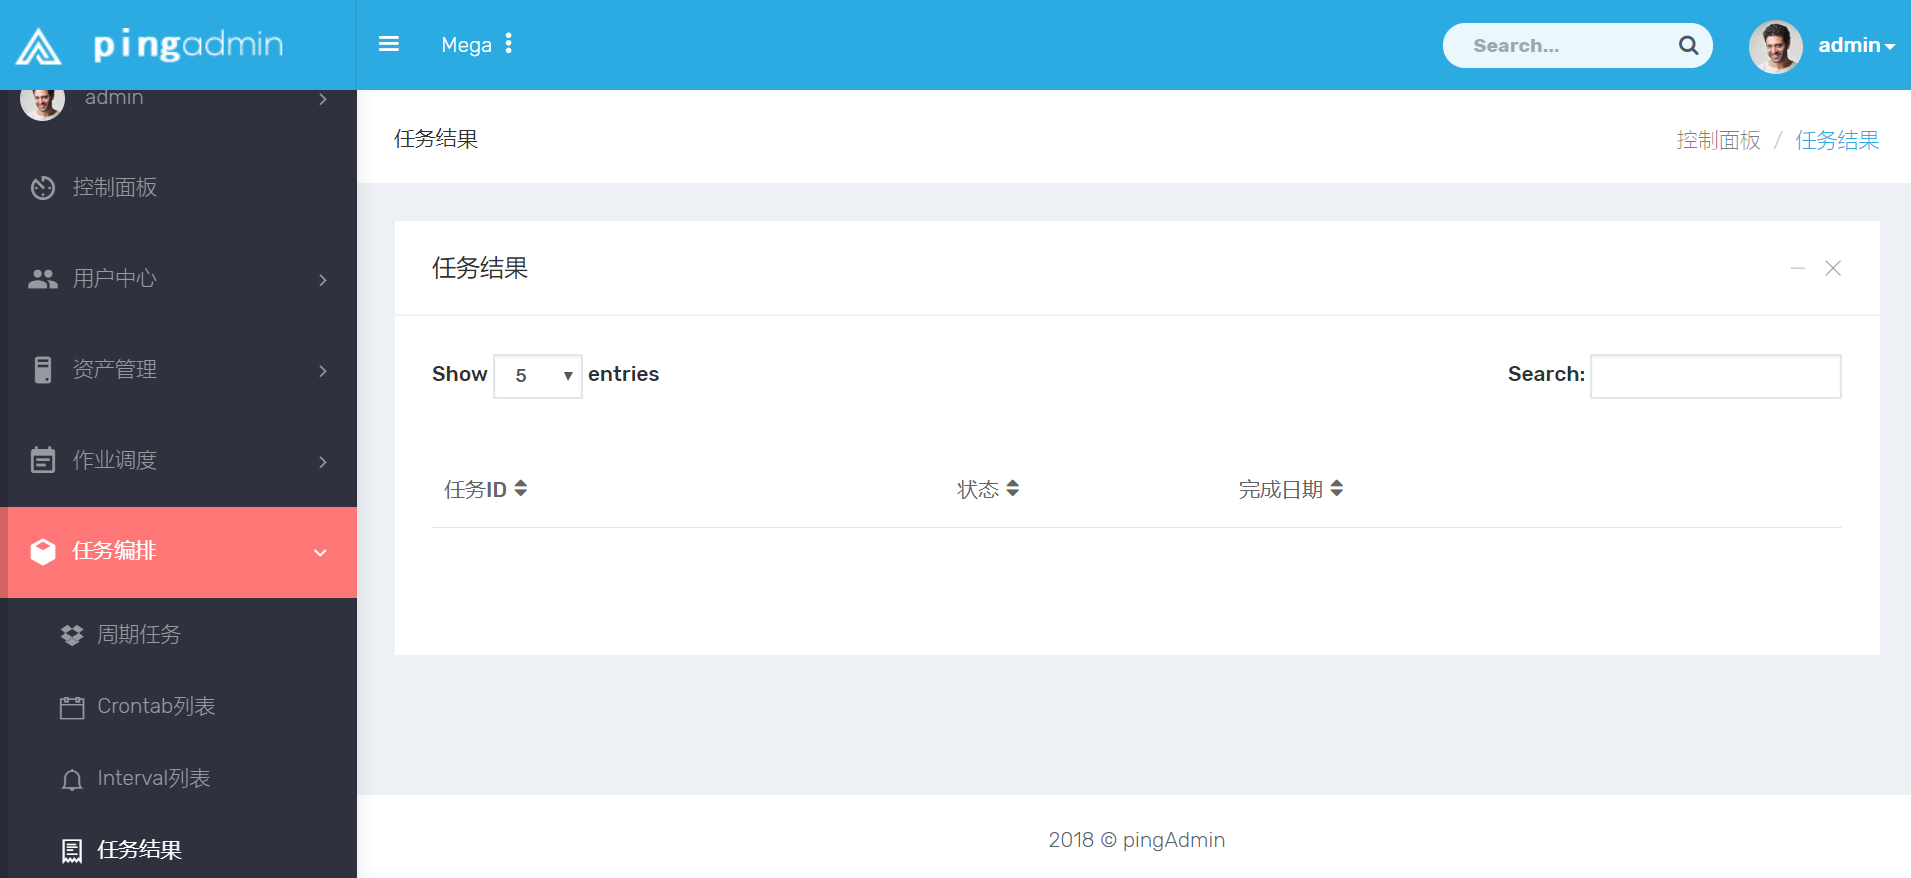 pingadmin
Mega
Search...
admin
admin
控制面板
用户中心
资产管理
作业调度
任务编排
周期任务
Crontab列表
Interval列表
任务结果
任务结果
控制面板 / 任务结果
任务结果
Show 5 entries
Search:
任务ID 状态 完成日期
2018 © pingAdmin